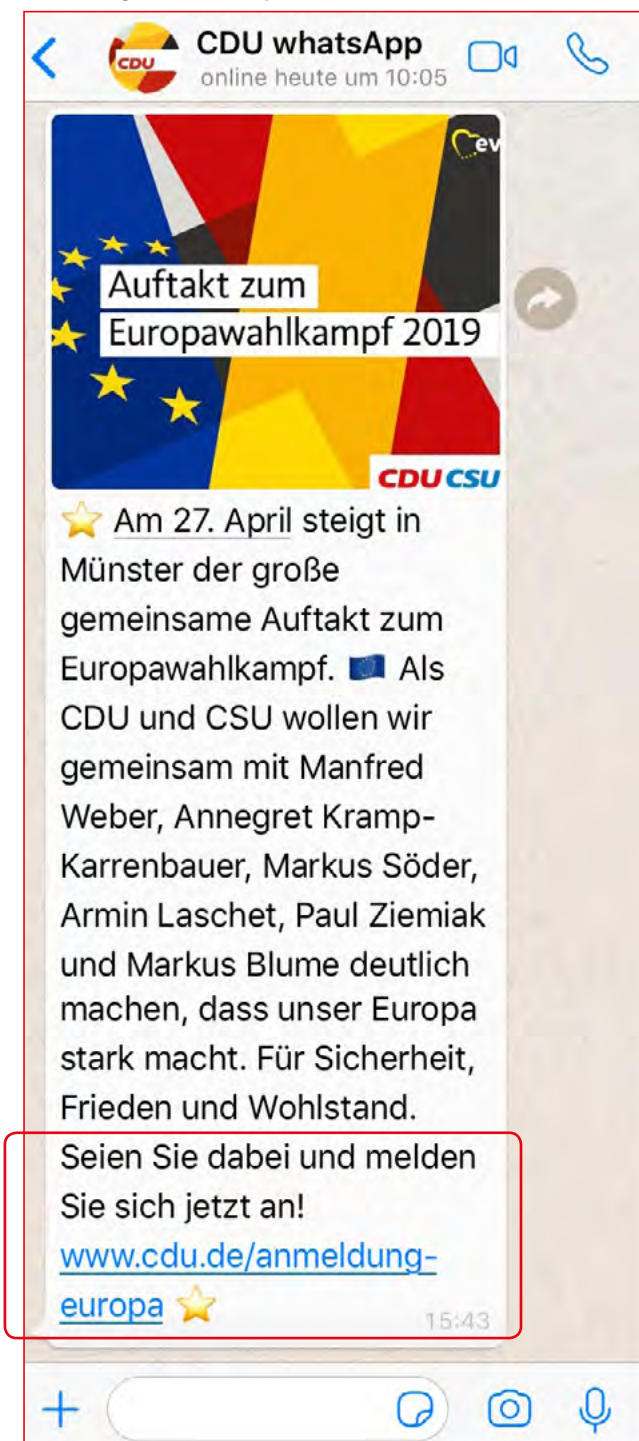 CDU whatsApp
CDU
online heute um 10:05
ev
Auftakt zum
Europawahlkampf 2019
CDU CSU
Am 27. April steigt in
Münster der große
gemeinsame Auftakt zum
Europawahlkampf. Als
CDU und CSU wollen wir
gemeinsam mit Manfred
Weber, Annegret Kramp-
Karrenbauer, Markus Söder,
Armin Laschet, Paul Ziemiak
und Markus Blume deutlich
machen, dass unser Europa
stark macht. Für Sicherheit,
Frieden und Wohlstand.
Seien Sie dabei und melden
Sie sich jetzt an!
www.cdu.de/anmeldung-
europa
15:43